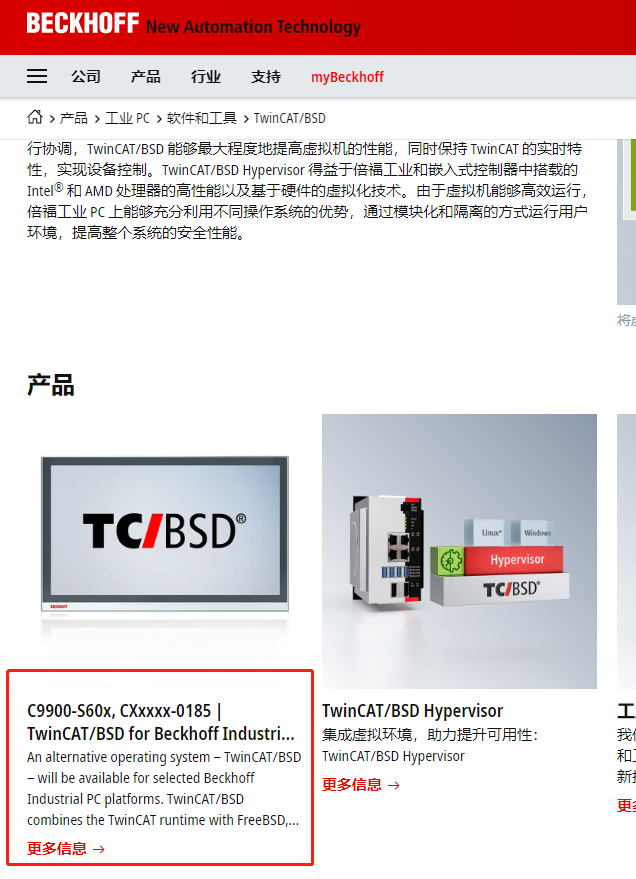 BECKHOFF New Automation Technology
公司 产品 行业 支持 myBeckhoff
产品 工业 PC 软件和工具 TwinCAT/BSD
行协调，TwinCAT/BSD 能够最大程度地提高虚拟机的性能，同时保持 TwinCAT 的实时特
性，实现设备控制。TwinCAT/BSD Hypervisor 得益于倍福工业和嵌入式控制器中搭载的
Intel® 和 AMD 处理器的高性能以及基于硬件的虚拟化技术。由于虚拟机能够高效运行，
倍福工业 PC 上能够充分利用不同操作系统的优势，通过模块化和隔离的方式运行用户
环境，提高整个系统的安全性能。
将
产品
TC/BSD®
BECKHOFF
Linux®
Windows
Hypervisor
TC/BSD®
C9900-S60x, CXxxxx-0185 |
TwinCAT/BSD for Beckhoff Industri...
An alternative operating system – TwinCAT/BSD
– will be available for selected Beckhoff
Industrial PC platforms. TwinCAT/BSD
combines the TwinCAT runtime with FreeBSD,...
更多信息
TwinCAT/BSD Hypervisor
集成虚拟环境，助力提升可用性：
TwinCAT/BSD Hypervisor
更多信息
工
我
和
新
更